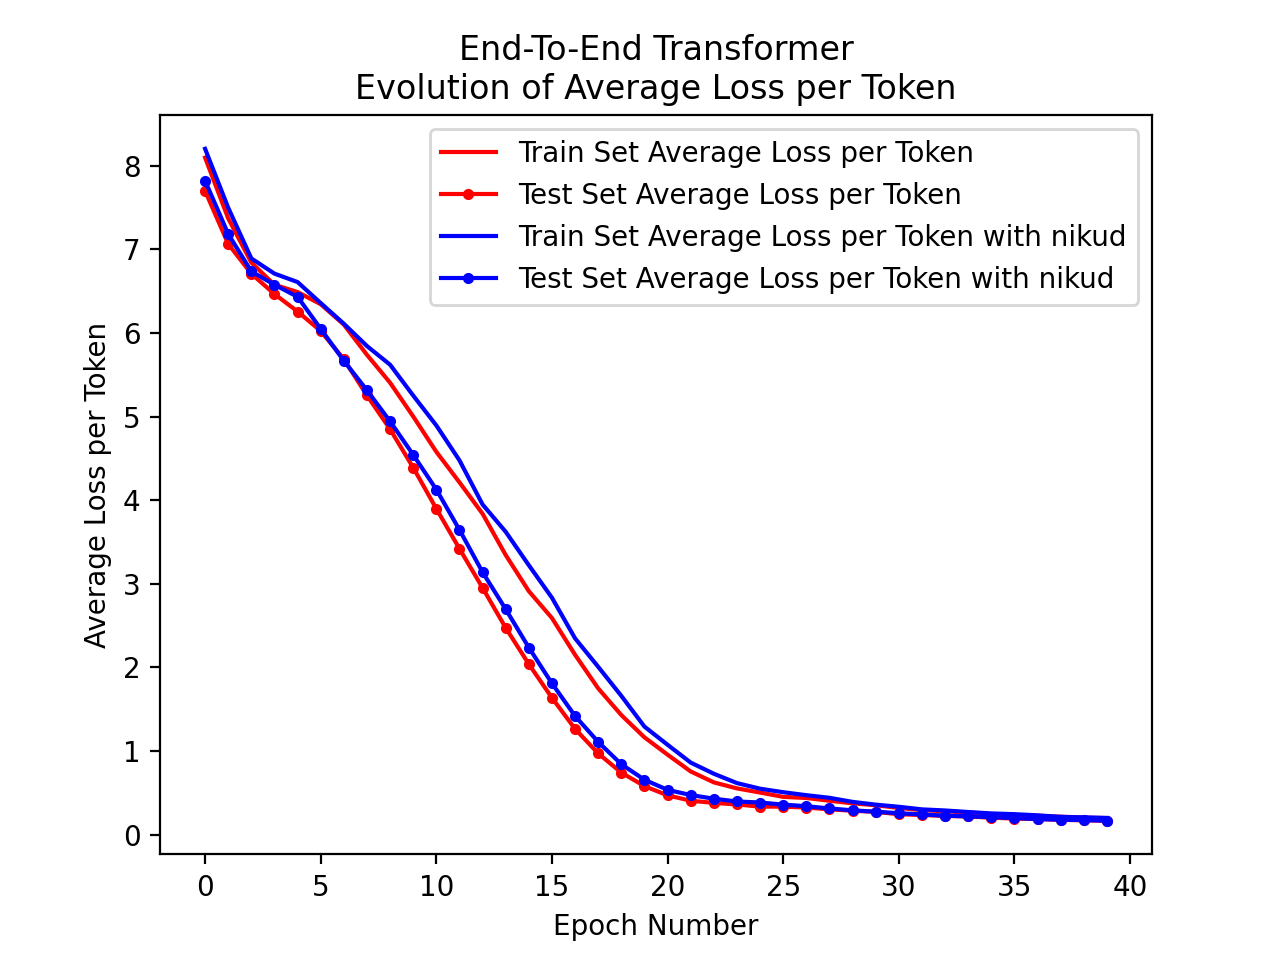 End-To-End Transformer
Evolution of Average Loss per Token
Train Set Average Loss per Token
Test Set Average Loss per Token
Train Set Average Loss per Token with nikud
Test Set Average Loss per Token with nikud
Average Loss per Token
8
7
6
5
4
3
2
1
0
0 5 10 15 20 25 30 35 40
Epoch Number